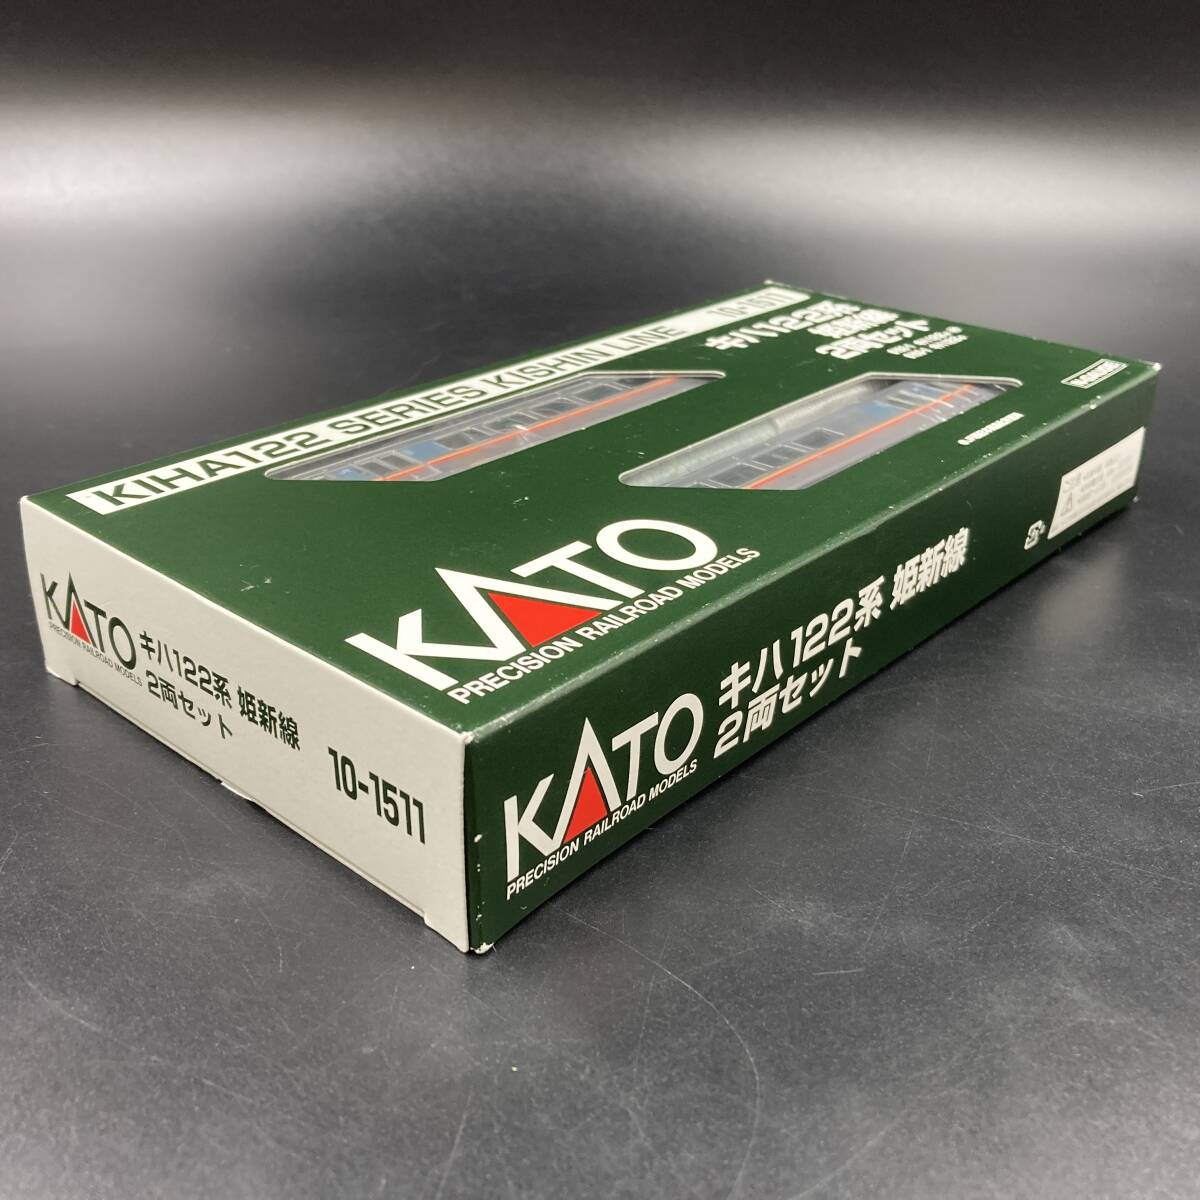 KIHA122 SERIES KISHIN LINE 10-1511
キハ122系
姫新線
2両セット
KATO
PRECISION RAILROAD MODELS
KATO
PRECISION RAILROAD MODELS
キハ122系 姫新線
2両セット
10-1511
KATO
PRECISION RAILROAD MODELS
キハ122系 姫新線
2両セット